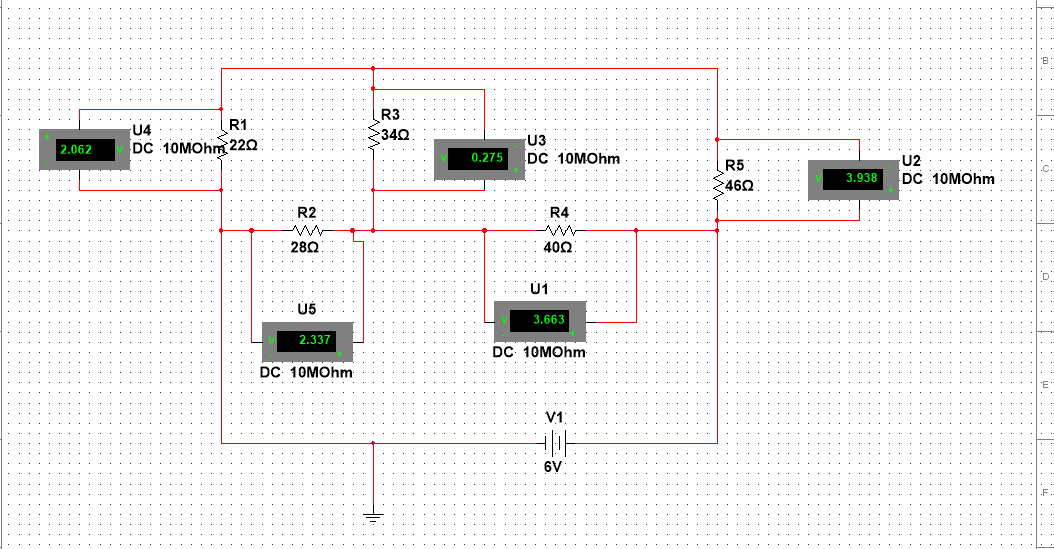 B
U4
2.062 V
DC 10MOhm
R1
22Ω
R3
34Ω
U3
V 0.275
DC 10MOhm
R5
46Ω
U2
V 3.938
DC 10MOhm
C
R2
28Ω
R4
40Ω
D
U5
V 2.337
DC 10MOhm
U1
V 3.663
DC 10MOhm
E
V1
6V
F